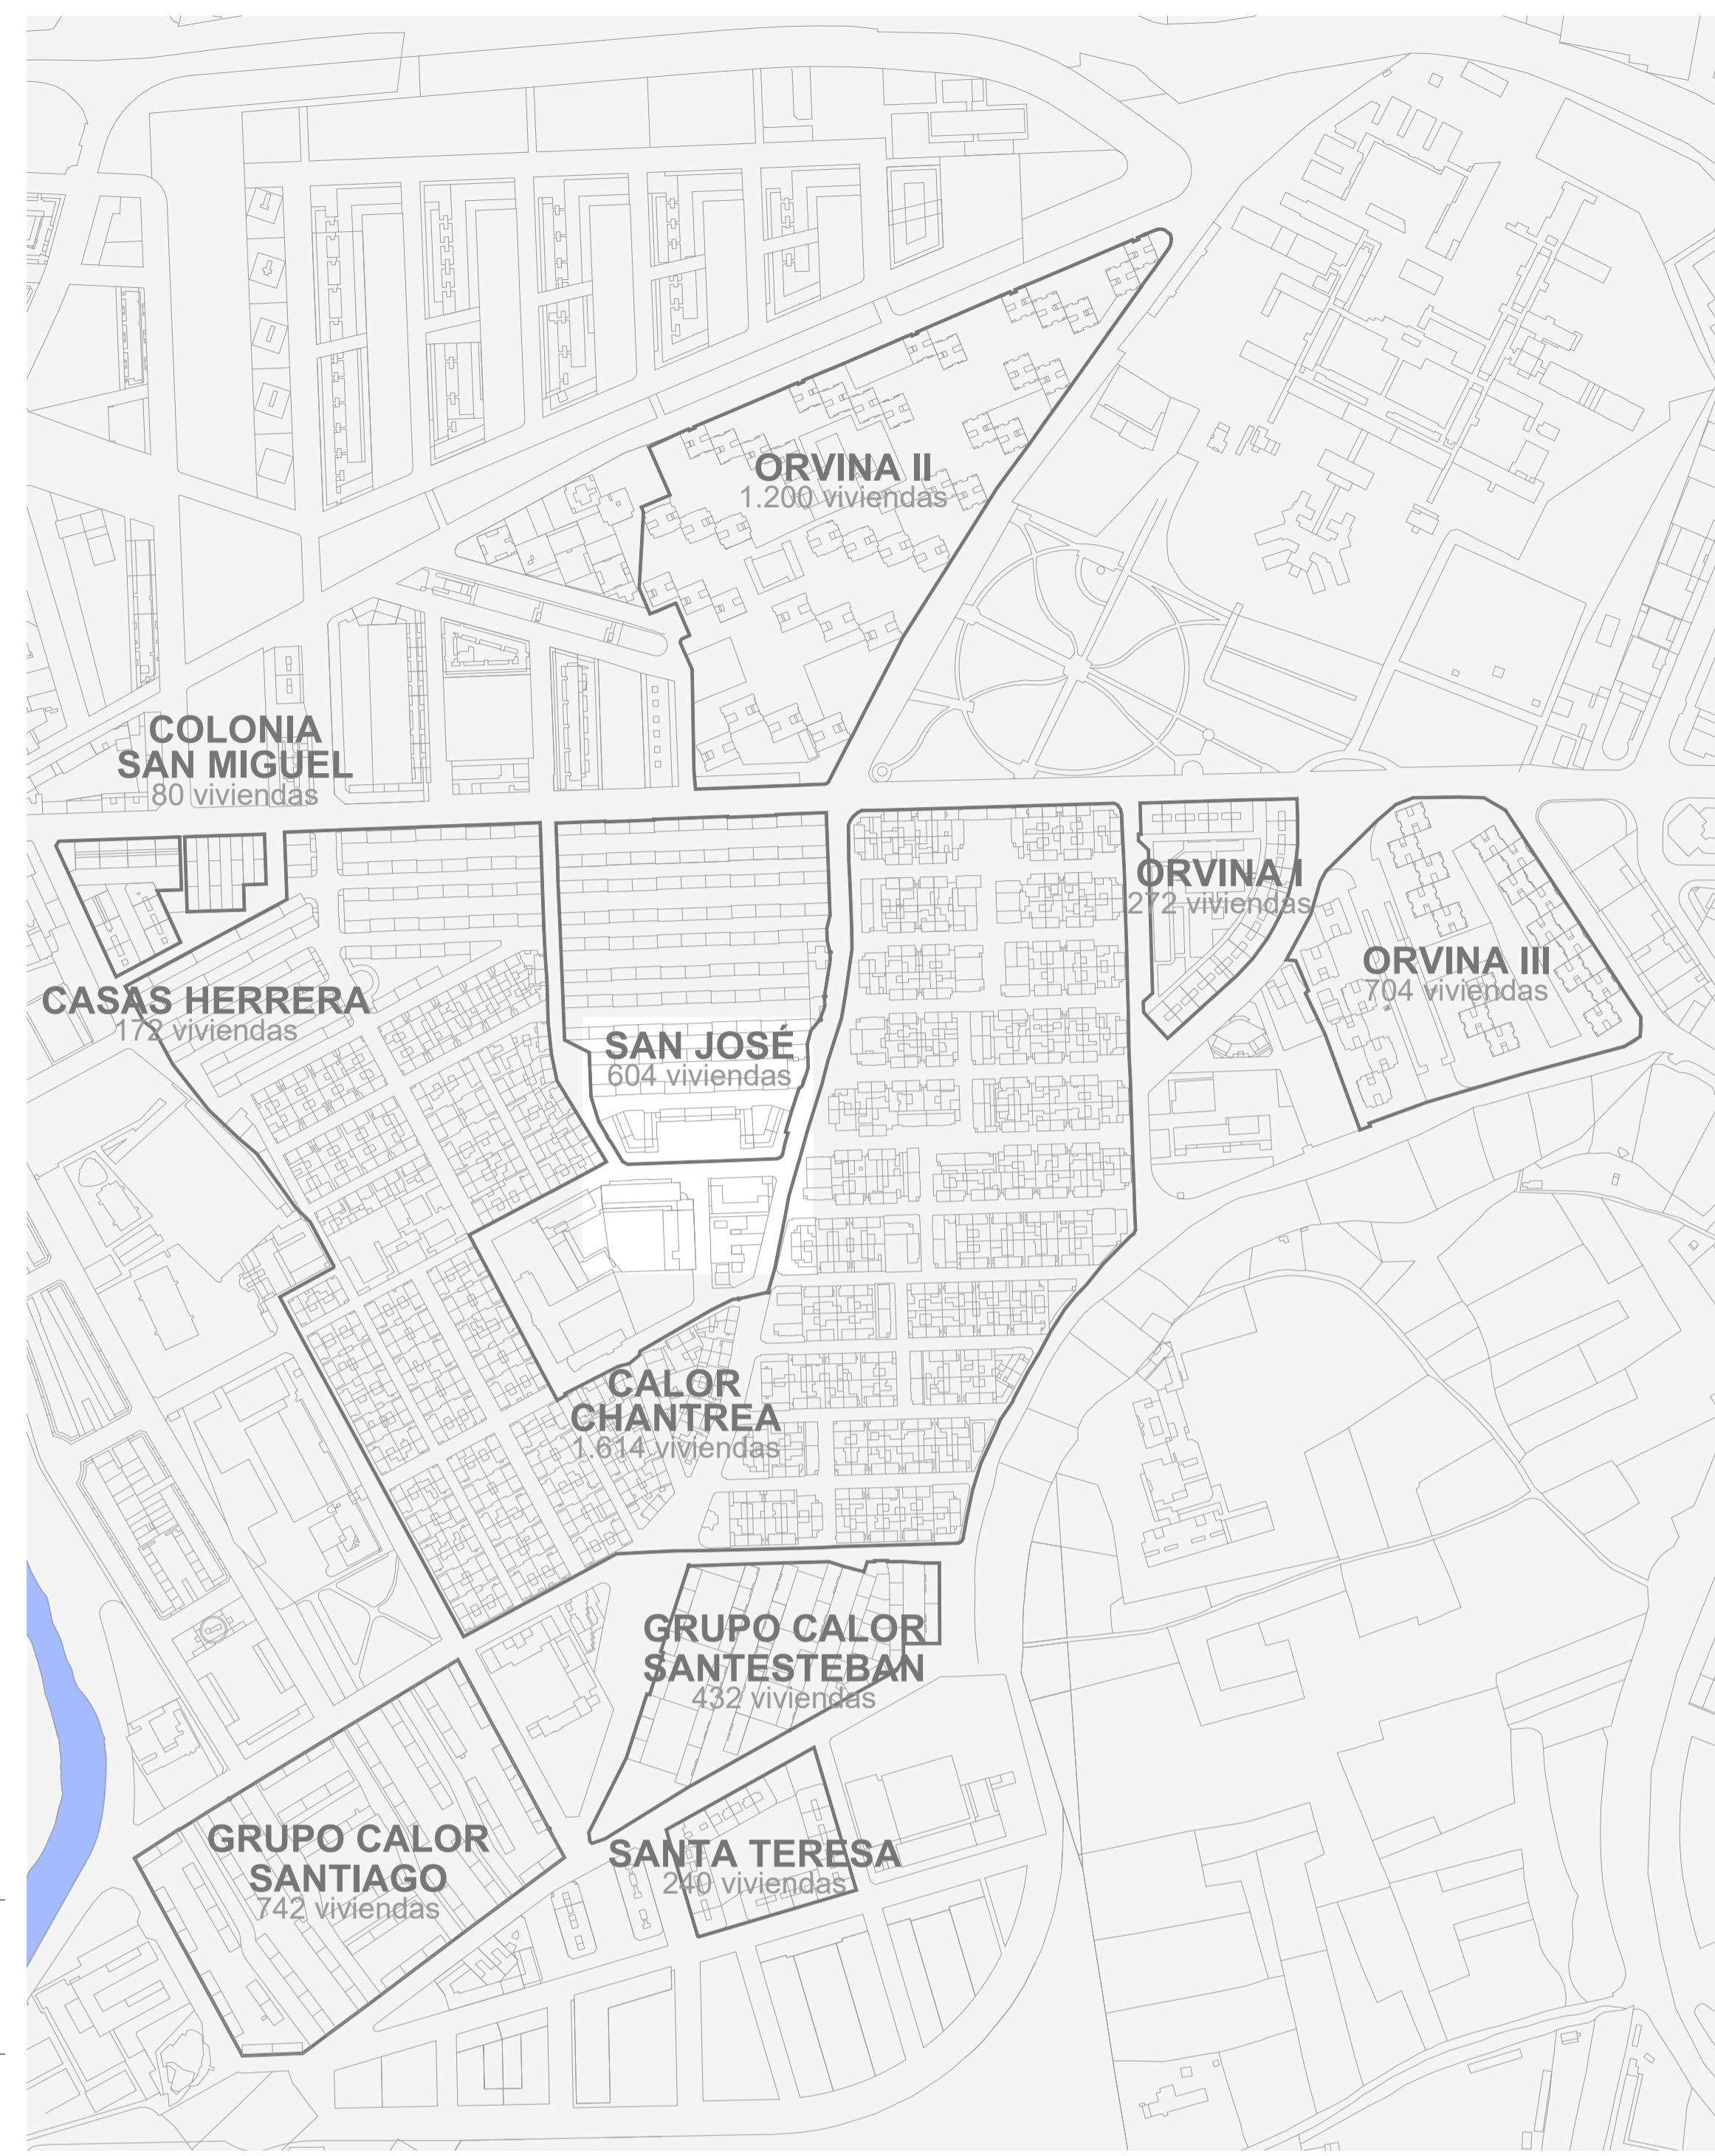 ORVINA II
1.200 viviendas
COLONIA
SAN MIGUEL
80 viviendas
ORVINA I
272 viviendas
ORVINA III
704 viviendas
CASAS HERRERA
172 viviendas
SAN JOSÉ
604 viviendas
CALOR
CHANTREA
1.614 viviendas
GRUPO CALOR
SANTESTEBAN
432 viviendas
GRUPO CALOR
SANTIAGO
742 viviendas
SANTA TERESA
240 viviendas